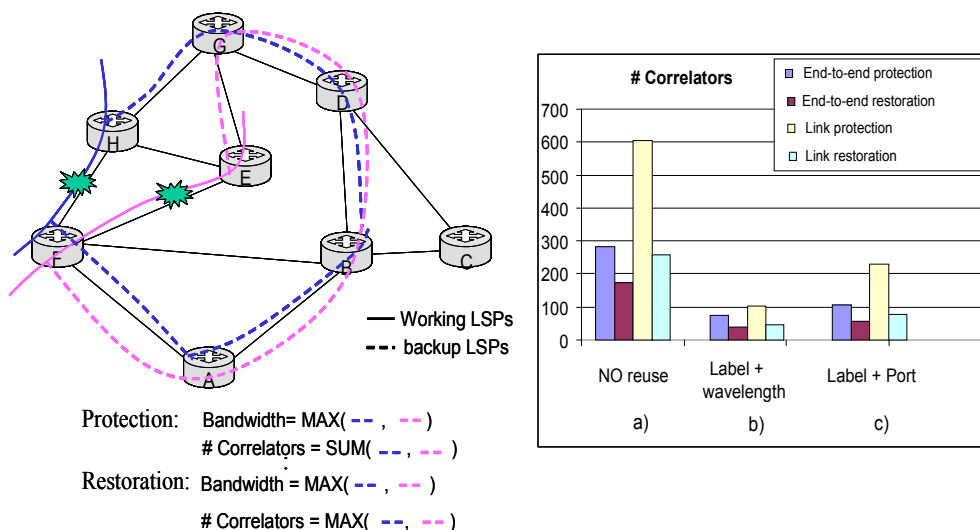 G
D
H
E
F
B
C
A
Working LSPs
backup LSPs
Protection: Bandwidth= MAX( -- , -- )
# Correlators = SUM( -- , -- )
:
Restoration: Bandwidth = MAX( -- , -- )
# Correlators = MAX( -- , -- )
# Correlators
End-to-end protection
End-to-end restoration
Link protection
Link restoration
700
600
500
400
300
200
100
0
NO reuse
Label +
wavelength
Label + Port
a)
b)
c)